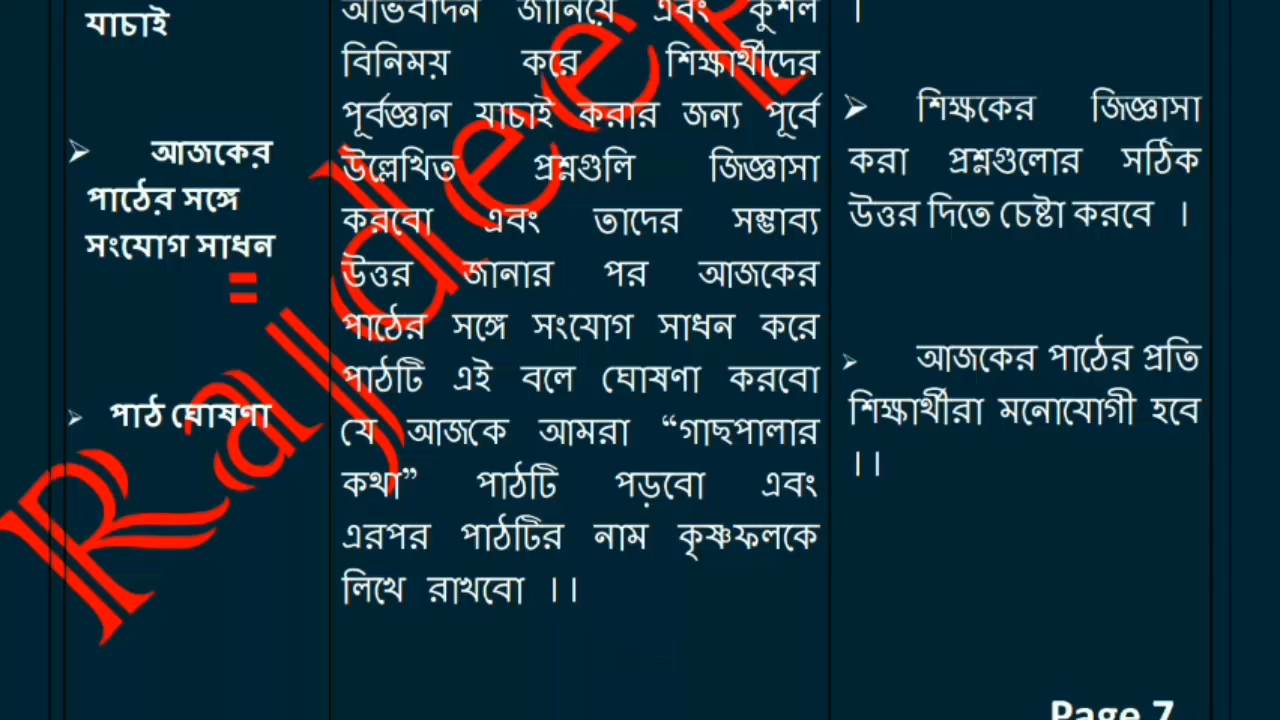 যাচাই
➢ আজকের
পাঠের সঙ্গে
সংযোগ সাধন
➢ পাঠ ঘোষণা
অভিবাদন জানিয়ে এবং কুশল
বিনিময় করে শিক্ষার্থীদের
পূর্বজ্ঞান যাচাই করার জন্য পূর্বে
উল্লেখিত প্রশ্নগুলি জিজ্ঞাসা
করবো এবং তাদের সম্ভাব্য
উত্তর জানার পর আজকের
পাঠের সঙ্গে সংযোগ সাধন করে
পাঠটি এই বলে ঘোষণা করবো
যে আজকে আমরা “গাছপালার
কথা” পাঠটি পড়বো এবং
এরপর পাঠটির নাম কৃষ্ণফলকে
লিখে রাখবো ।।
।
➢ শিক্ষকের জিজ্ঞাসা
করা প্রশ্নগুলোর সঠিক
উত্তর দিতে চেষ্টা করবে ।
➢ আজকের পাঠের প্রতি
শিক্ষার্থীরা মনোযোগী হবে
।।
Page 7